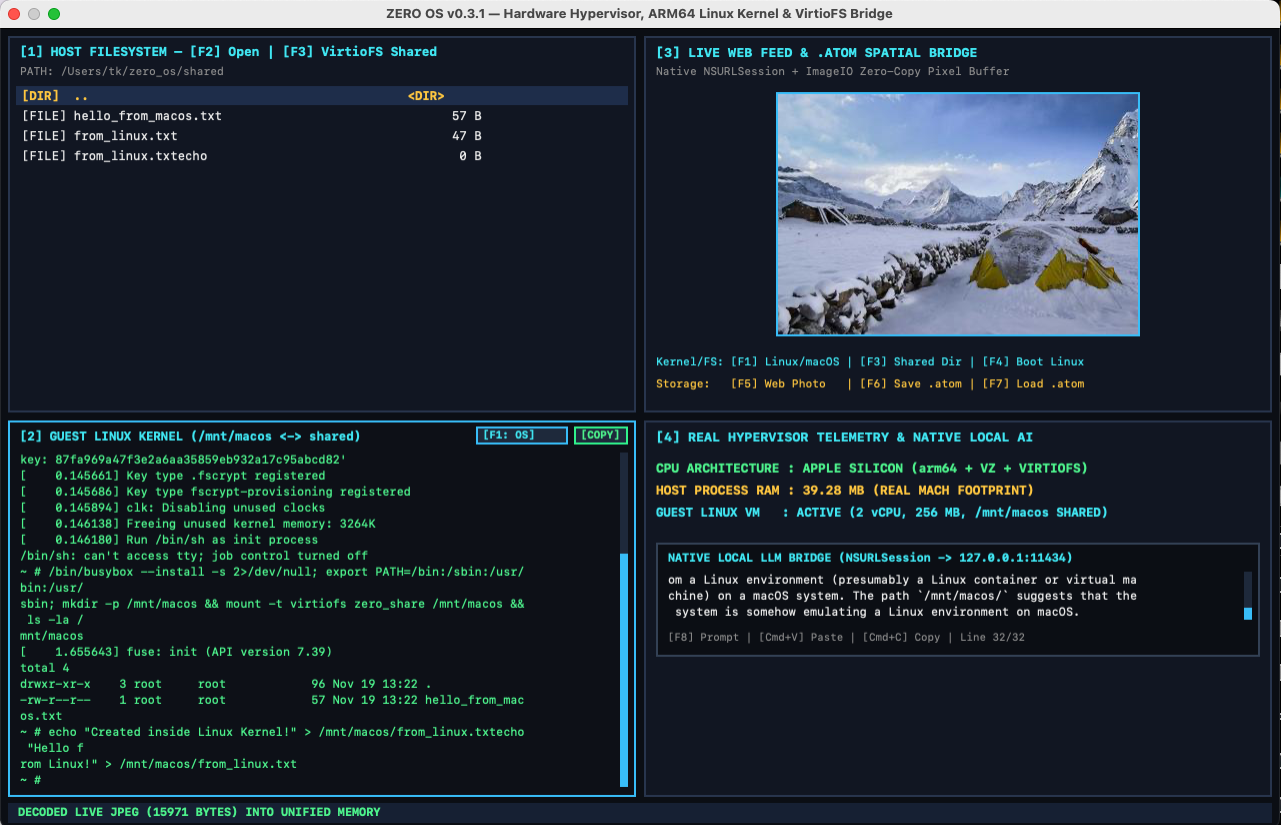 ZERO OS v0.3.1 — Hardware Hypervisor, ARM64 Linux Kernel & VirtioFS Bridge
[1] HOST FILESYSTEM — [F2] Open | [F3] VirtioFS Shared
PATH: /Users/tk/zero_os/shared
[DIR] .. <DIR>
[FILE] hello_from_macos.txt 57 B
[FILE] from_linux.txt 47 B
[FILE] from_linux.txtecho 0 B
[3] LIVE WEB FEED & .ATOM SPATIAL BRIDGE
Native NSURLSession + ImageIO Zero-Copy Pixel Buffer
Kernel/FS: [F1] Linux/macOS | [F3] Shared Dir | [F4] Boot Linux
Storage: [F5] Web Photo | [F6] Save .atom | [F7] Load .atom
[2] GUEST LINUX KERNEL (/mnt/macos <-> shared)
[F1: OS]
[COPY]
key: 87fa969a47f3e2a6aa35859eb932a17c95abcd82'
[    0.145661] Key type .fscrypt registered
[    0.145686] Key type fscrypt-provisioning registered
[    0.145894] clk: Disabling unused clocks
[    0.146138] Freeing unused kernel memory: 3264K
[    0.146180] Run /bin/sh as init process
/bin/sh: can't access tty; job control turned off
~ # /bin/busybox --install -s 2>/dev/null; export PATH=/bin:/sbin:/usr/
bin:/usr/
sbin; mkdir -p /mnt/macos && mount -t virtiofs zero_share /mnt/macos &&
ls -la /
mnt/macos
[    1.655643] fuse: init (API version 7.39)
total 4
drwxr-xr-x    3 root     root            96 Nov 19 13:22 .
-rw-r--r--    1 root     root            57 Nov 19 13:22 hello_from_mac
os.txt
~ # echo "Created inside Linux Kernel!" > /mnt/macos/from_linux.txtecho
"Hello f
rom Linux!" > /mnt/macos/from_linux.txt
~ #
[4] REAL HYPERVISOR TELEMETRY & NATIVE LOCAL AI
CPU ARCHITECTURE : APPLE SILICON (arm64 + VZ + VIRTIOFS)
HOST PROCESS RAM : 39.28 MB (REAL MACH FOOTPRINT)
GUEST LINUX VM   : ACTIVE (2 vCPU, 256 MB, /mnt/macos SHARED)
NATIVE LOCAL LLM BRIDGE (NSURLSession -> 127.0.0.1:11434)
om a Linux environment (presumably a Linux container or virtual ma
chine) on a macOS system. The path `/mnt/macos/` suggests that the
system is somehow emulating a Linux environment on macOS.
[F8] Prompt | [Cmd+V] Paste | [Cmd+C] Copy | Line 32/32
DECODED LIVE JPEG (15971 BYTES) INTO UNIFIED MEMORY